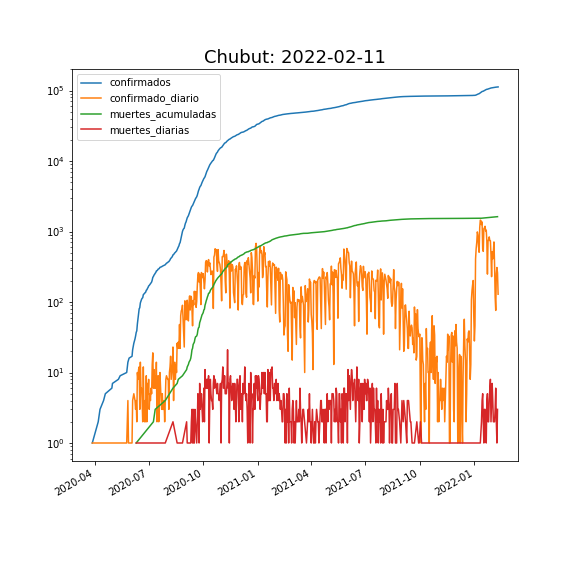 Chubut: 2022-02-11
confirmados
confirmado_diario
muertes_acumuladas
muertes_diarias
10⁵
10⁴
10³
10²
10¹
10⁰
2020-04
2020-07
2020-10
2021-01
2021-04
2021-07
2021-10
2022-01